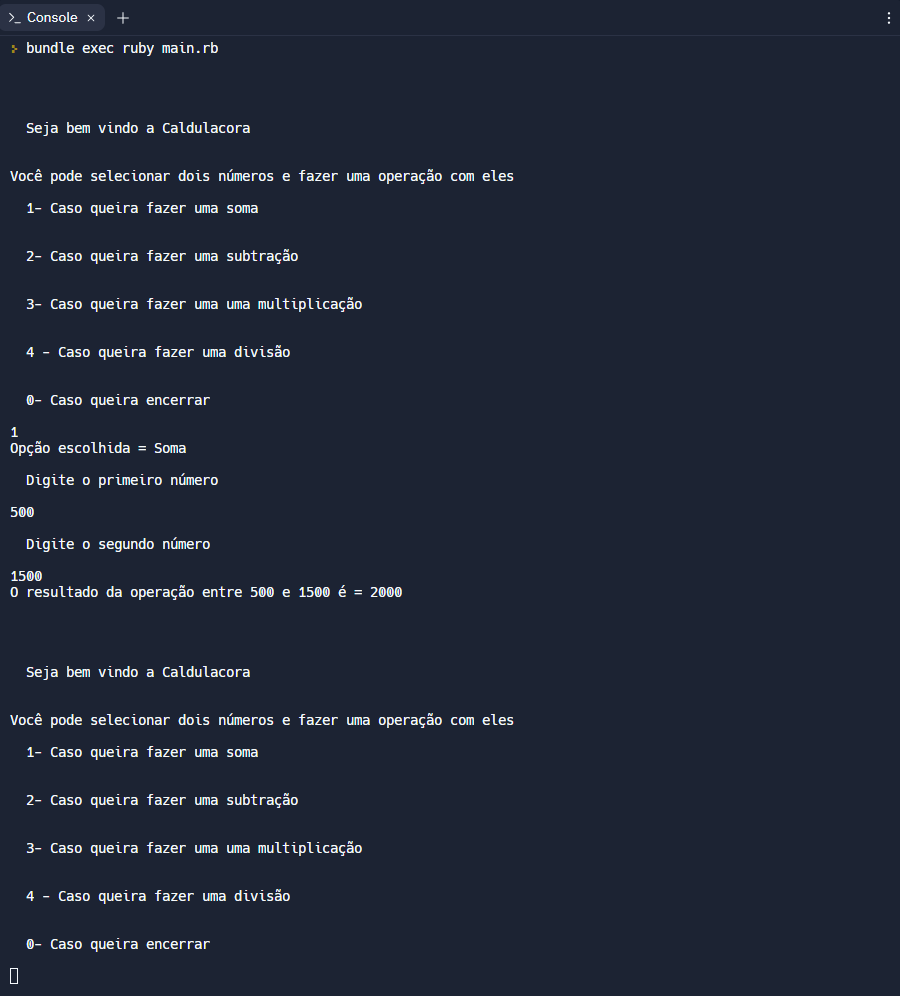 Console
bundle exec ruby main.rb
Seja bem vindo a Caldulacora
Você pode selecionar dois números e fazer uma operação com eles
1- Caso queira fazer uma soma
2- Caso queira fazer uma subtração
3- Caso queira fazer uma uma multiplicação
4 - Caso queira fazer uma divisão
0- Caso queira encerrar
1
Opção escolhida = Soma
Digite o primeiro número
500
Digite o segundo número
1500
O resultado da operação entre 500 e 1500 é = 2000
Seja bem vindo a Caldulacora
Você pode selecionar dois números e fazer uma operação com eles
1- Caso queira fazer uma soma
2- Caso queira fazer uma subtração
3- Caso queira fazer uma uma multiplicação
4 - Caso queira fazer uma divisão
0- Caso queira encerrar